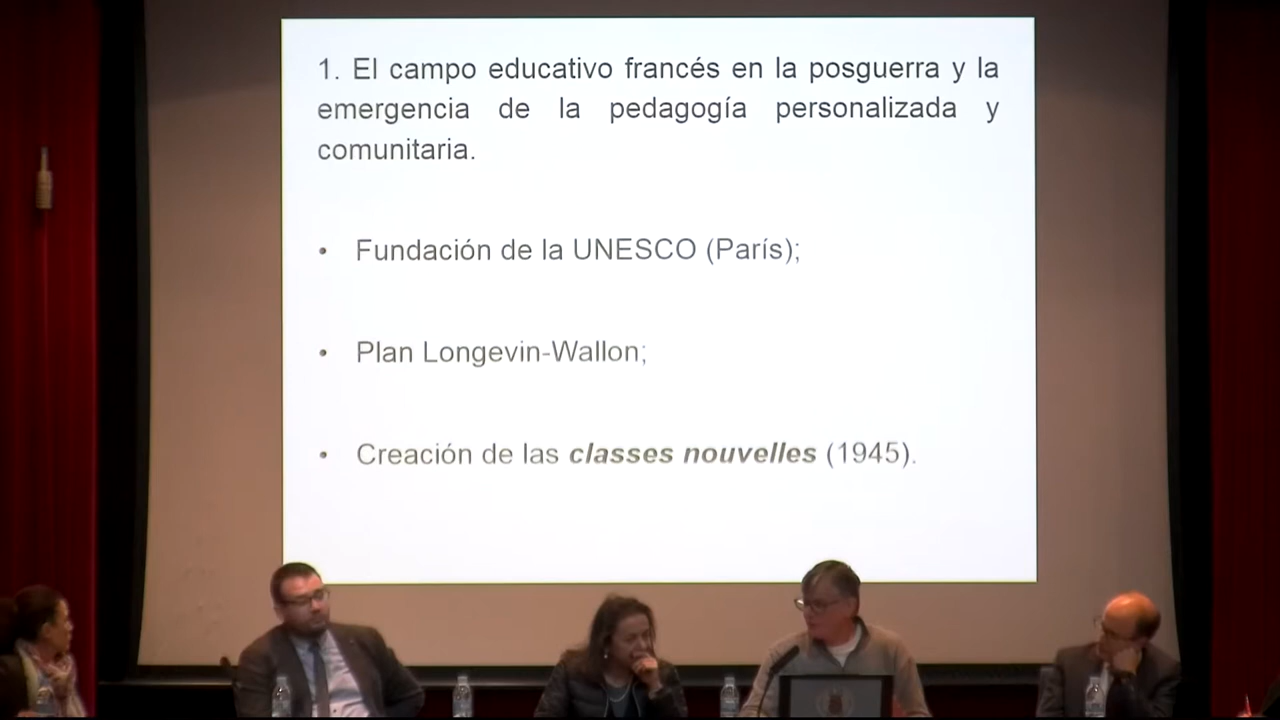 1. El campo educativo francés en la posguerra y la
emergencia de la pedagogía personalizada y
comunitaria.
• Fundación de la UNESCO (París);
• Plan Longevin-Wallon;
• Creación de las classes nouvelles (1945).